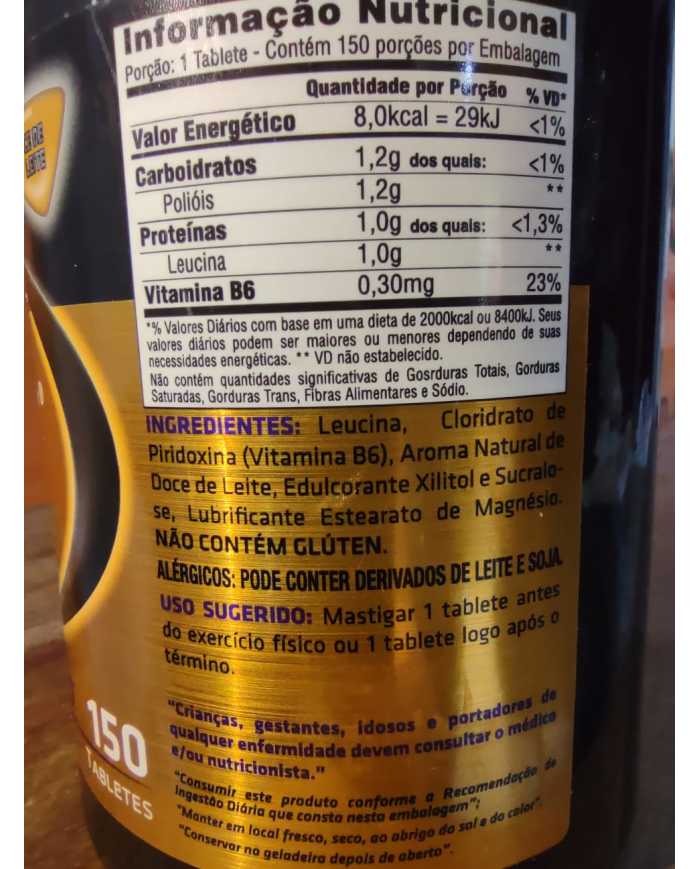 Informação Nutricional
Porção: 1 Tablete - Contém 150 porções por Embalagem
Quantidade por Porção % VD*
Valor Energético 8,0kcal = 29kJ <1%
Carboidratos 1,2g dos quais: <1%
Polióis 1,2g **
Proteínas 1,0g dos quais: <1,3%
Leucina 1,0g **
Vitamina B6 0,30mg 23%
*% Valores Diários com base em uma dieta de 2000kcal ou 8400kJ. Seus
valores diários podem ser maiores ou menores dependendo de suas
necessidades energéticas. ** VD não estabelecido.
Não contém quantidades significativas de Gosrduras Totais, Gorduras
Saturadas, Gorduras Trans, Fibras Alimentares e Sódio.
INGREDIENTES: Leucina, Cloridrato de
Piridoxina (Vitamina B6), Aroma Natural de
Doce de Leite, Edulcorante Xilitol e Sucralo-
se, Lubrificante Estearato de Magnésio.
NÃO CONTÉM GLÚTEN.
ALÉRGICOS: PODE CONTER DERIVADOS DE LEITE E SOJA.
USO SUGERIDO: Mastigar 1 tablete antes
do exercício físico ou 1 tablete logo após o
término.
"Crianças, gestantes, idosos e portadores de
qualquer enfermidade devem consultar o médico
e/ou nutricionista."
"Consumir este produto conforme a Recomendação de
Ingestão Diária que consta nesta embalagem";
"Manter em local fresco, seco, ao abrigo do sol e do calor".
"Conservar na geladeira depois de aberto".
150
TABLETES
DE
LEITE